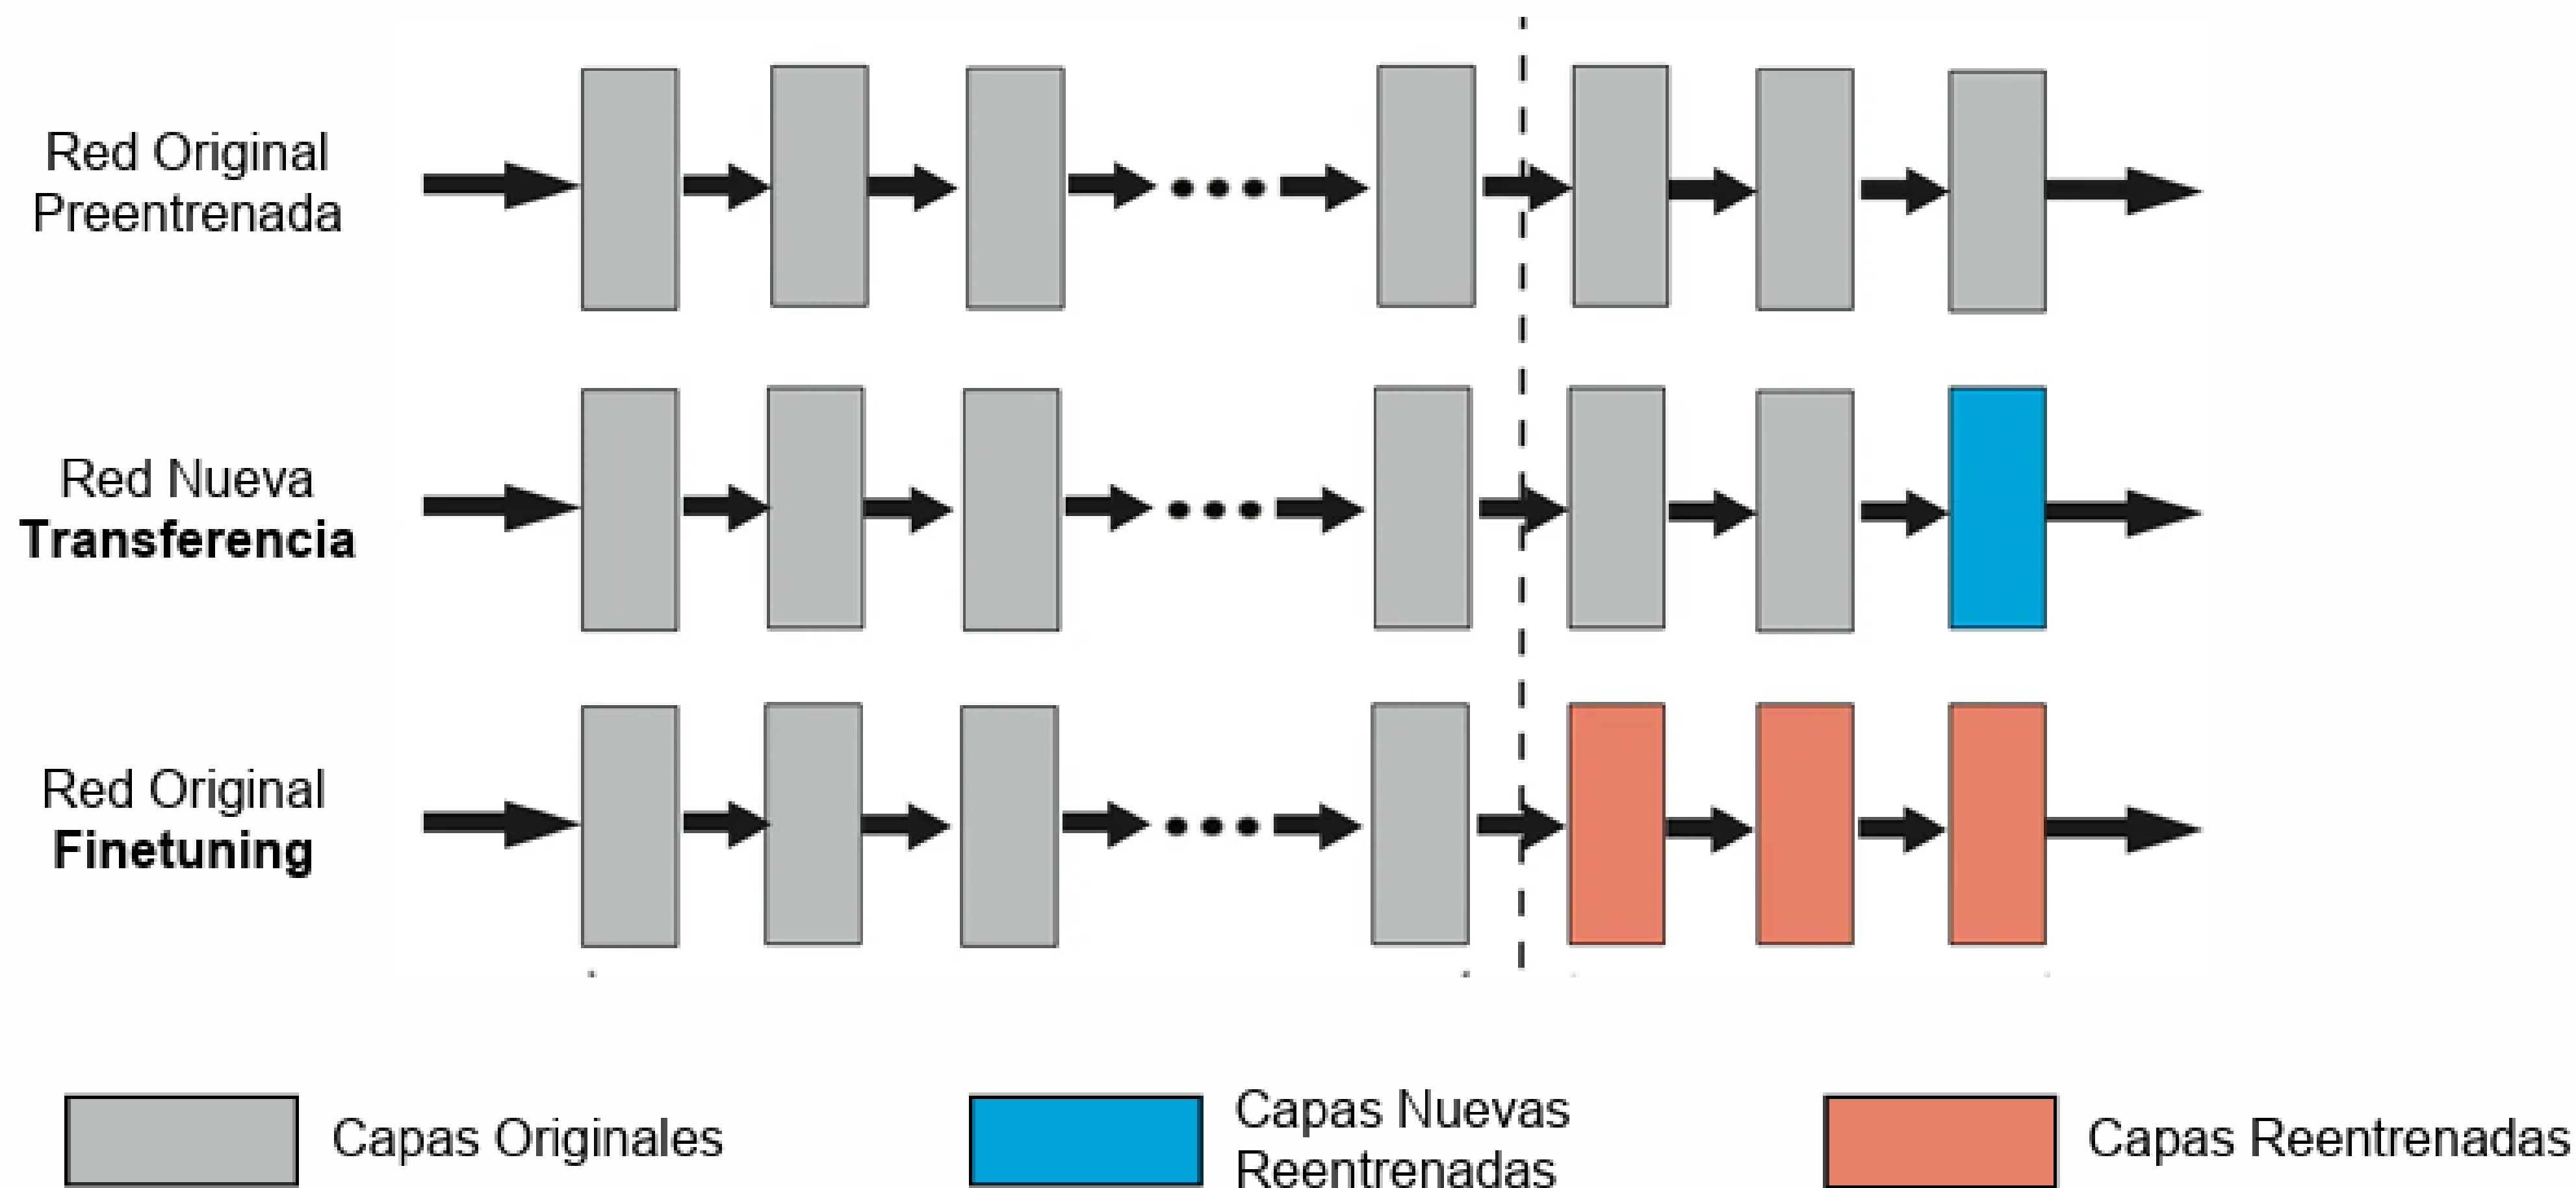 Red Original
Preentrenada
Red Nueva
Transferencia
Red Original
Finetuning
Capas Originales
Capas Nuevas
Reentrenadas
Capas Reentrenadas